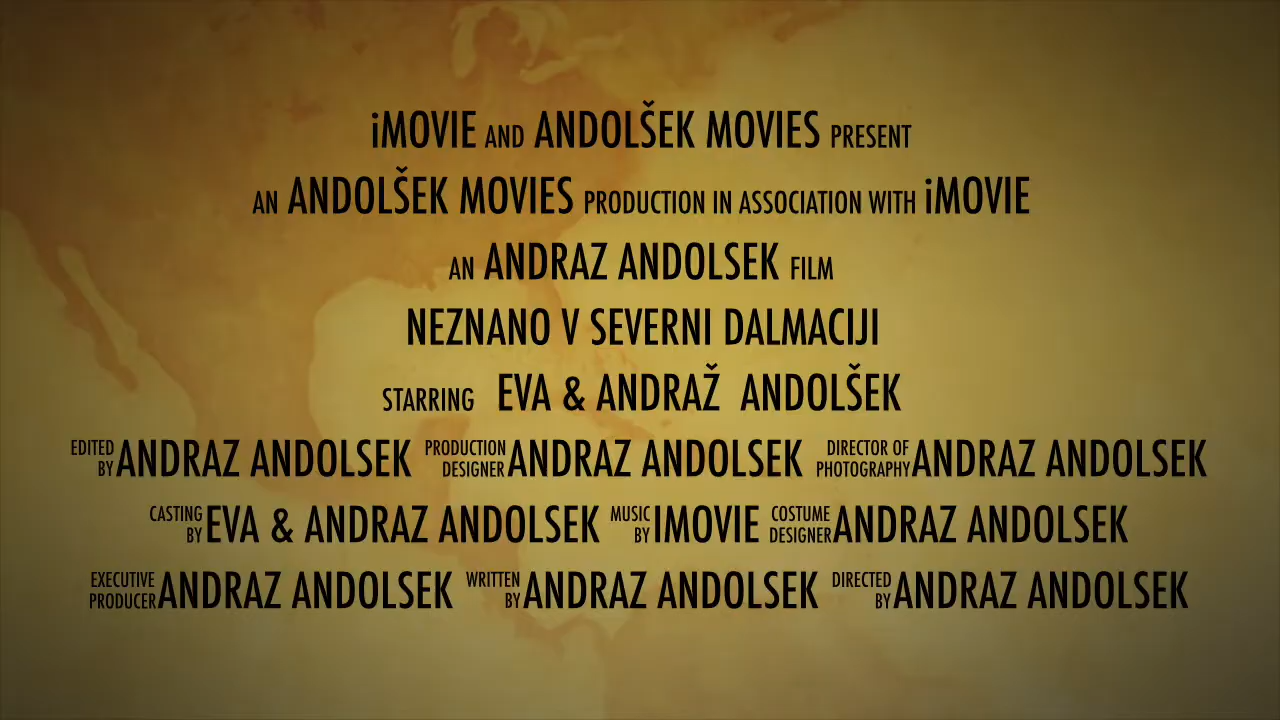 iMOVIE AND ANDOLŠEK MOVIES PRESENT
AN ANDOLŠEK MOVIES PRODUCTION IN ASSOCIATION WITH iMOVIE
AN ANDRAZ ANDOLSEK FILM
NEZNANO V SEVERNI DALMACIJI
STARRING EVA & ANDRAŽ ANDOLŠEK
EDITED BY ANDRAZ ANDOLSEK PRODUCTION DESIGNER ANDRAZ ANDOLSEK DIRECTOR OF PHOTOGRAPHY ANDRAZ ANDOLSEK
CASTING BY EVA & ANDRAZ ANDOLSEK MUSIC BY IMOVIE COSTUME DESIGNER ANDRAZ ANDOLSEK
EXECUTIVE PRODUCER ANDRAZ ANDOLSEK WRITTEN BY ANDRAZ ANDOLSEK DIRECTED BY ANDRAZ ANDOLSEK